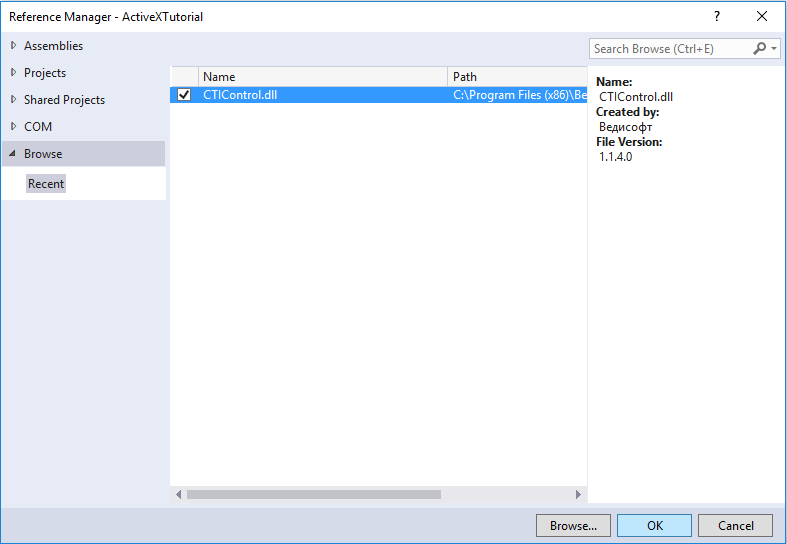 Reference Manager - ActiveXTutorial
?
Assemblies
Projects
Shared Projects
COM
Browse
Recent
Name Path
CTIControl.dll C:\Program Files (x86)\Be
Search Browse (Ctrl+E)
Name:
CTIControl.dll
Created by:
Ведисофт
File Version:
1.1.4.0
Browse... OK Cancel